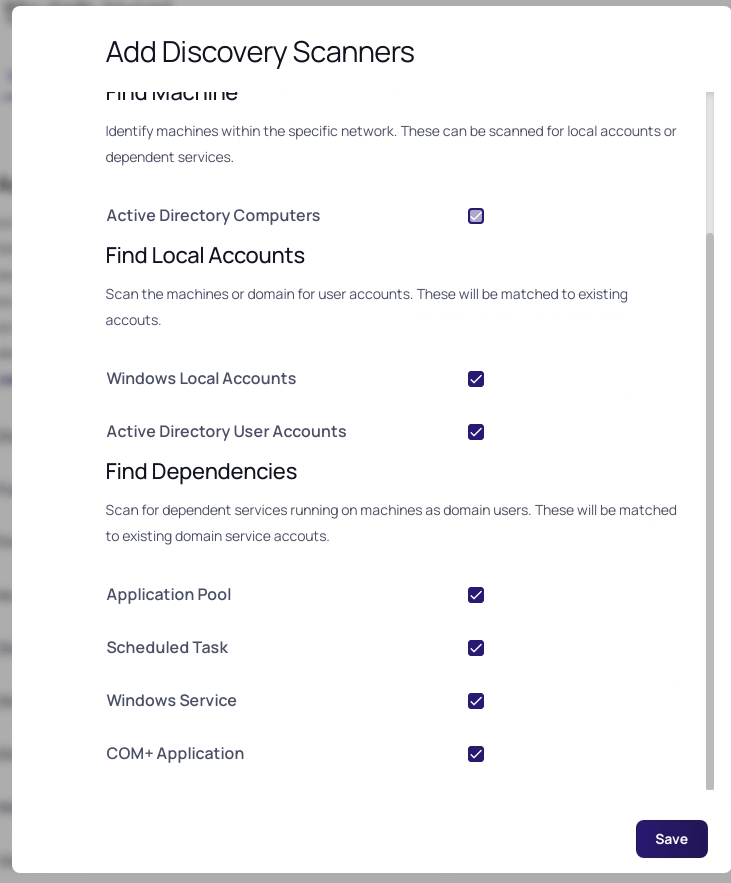 Add Discovery Scanners
Find Machine
Identify machines within the specific network. These can be scanned for local accounts or
dependent services.
Active Directory Computers
Find Local Accounts
Scan the machines or domain for user accounts. These will be matched to existing
accouts.
Windows Local Accounts
Active Directory User Accounts
Find Dependencies
Scan for dependent services running on machines as domain users. These will be matched
to existing domain service accouts.
Application Pool
Scheduled Task
Windows Service
COM+ Application
Save